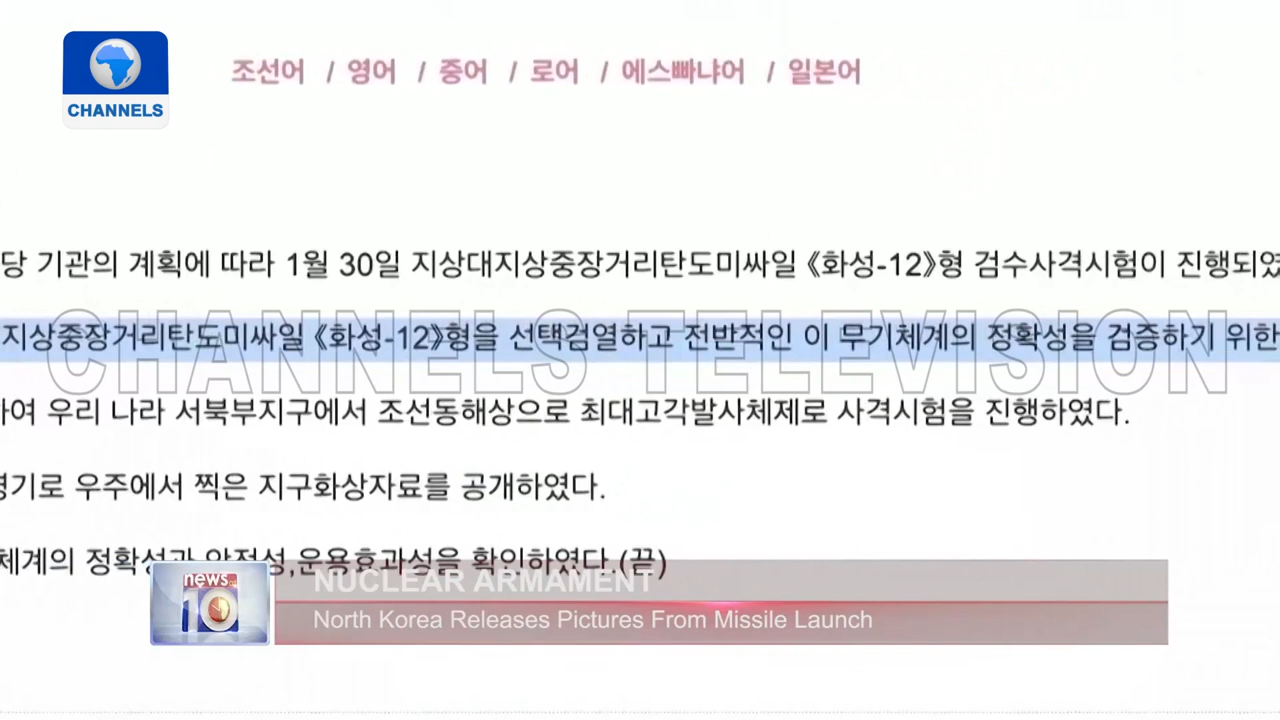 CHANNELS
조선어 / 영어 / 중어 / 로어 / 에스빠냐어 / 일본어
당 기관의 계획에 따라 1월 30일 지상대지상중장거리탄도미싸일 《화성-12》형 검수사격시험이 진행되였
지상중장거리탄도미싸일 《화성-12》형을 선택검열하고 전반적인 이 무기체계의 정확성을 검증하기 위한
CHANNELS TELEVISION
하여 우리 나라 서북부지구에서 조선동해상으로 최대고각발사체제로 사격시험을 진행하였다.
우주에서 찍은 지구화상자료를 공개하였다.
체계의 정확성과 안전성,운용효과성을 확인하였다.(끝)
news at 10
NUCLEAR ARMAMENT
North Korea Releases Pictures From Missile Launch